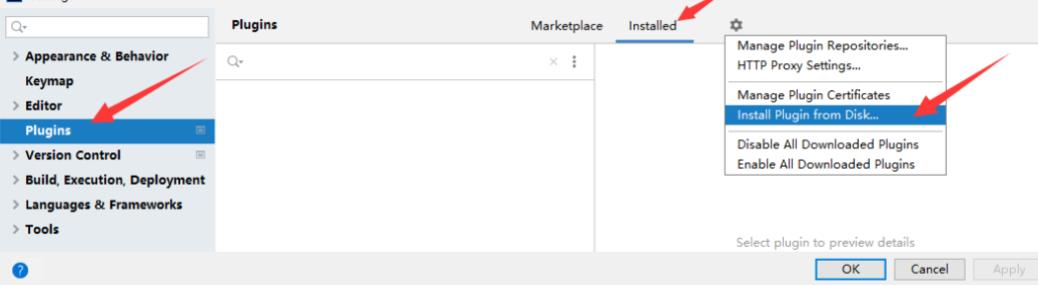 Plugins
Marketplace
Installed
Appearance & Behavior
Keymap
Editor
Plugins
Version Control
Build, Execution, Deployment
Languages & Frameworks
Tools
Manage Plugin Repositories...
HTTP Proxy Settings...
Manage Plugin Certificates
Install Plugin from Disk...
Disable All Downloaded Plugins
Enable All Downloaded Plugins
Select plugin to preview details
?
OK
Cancel
Apply